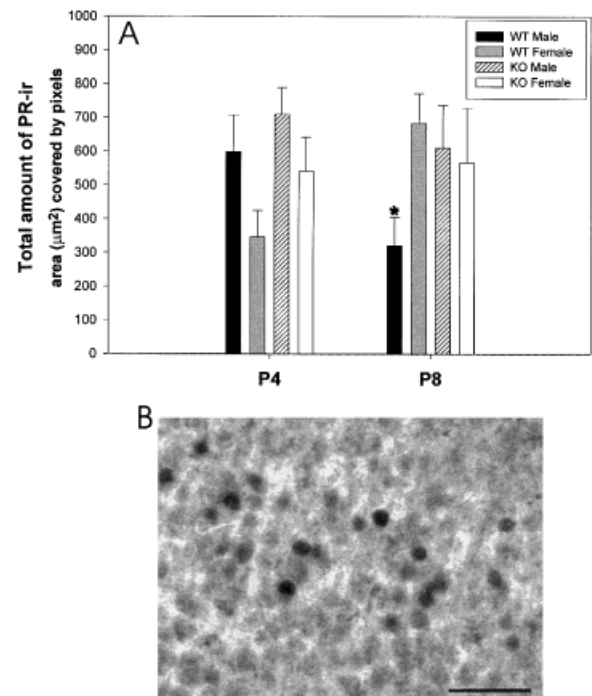 A
WT Male
WT Female
KO Male
KO Female
Total amount of PR-ir
area (μm2) covered by pixels
1000
900
800
700
600
500
400
300
200
100
0
*
P4
P8
B